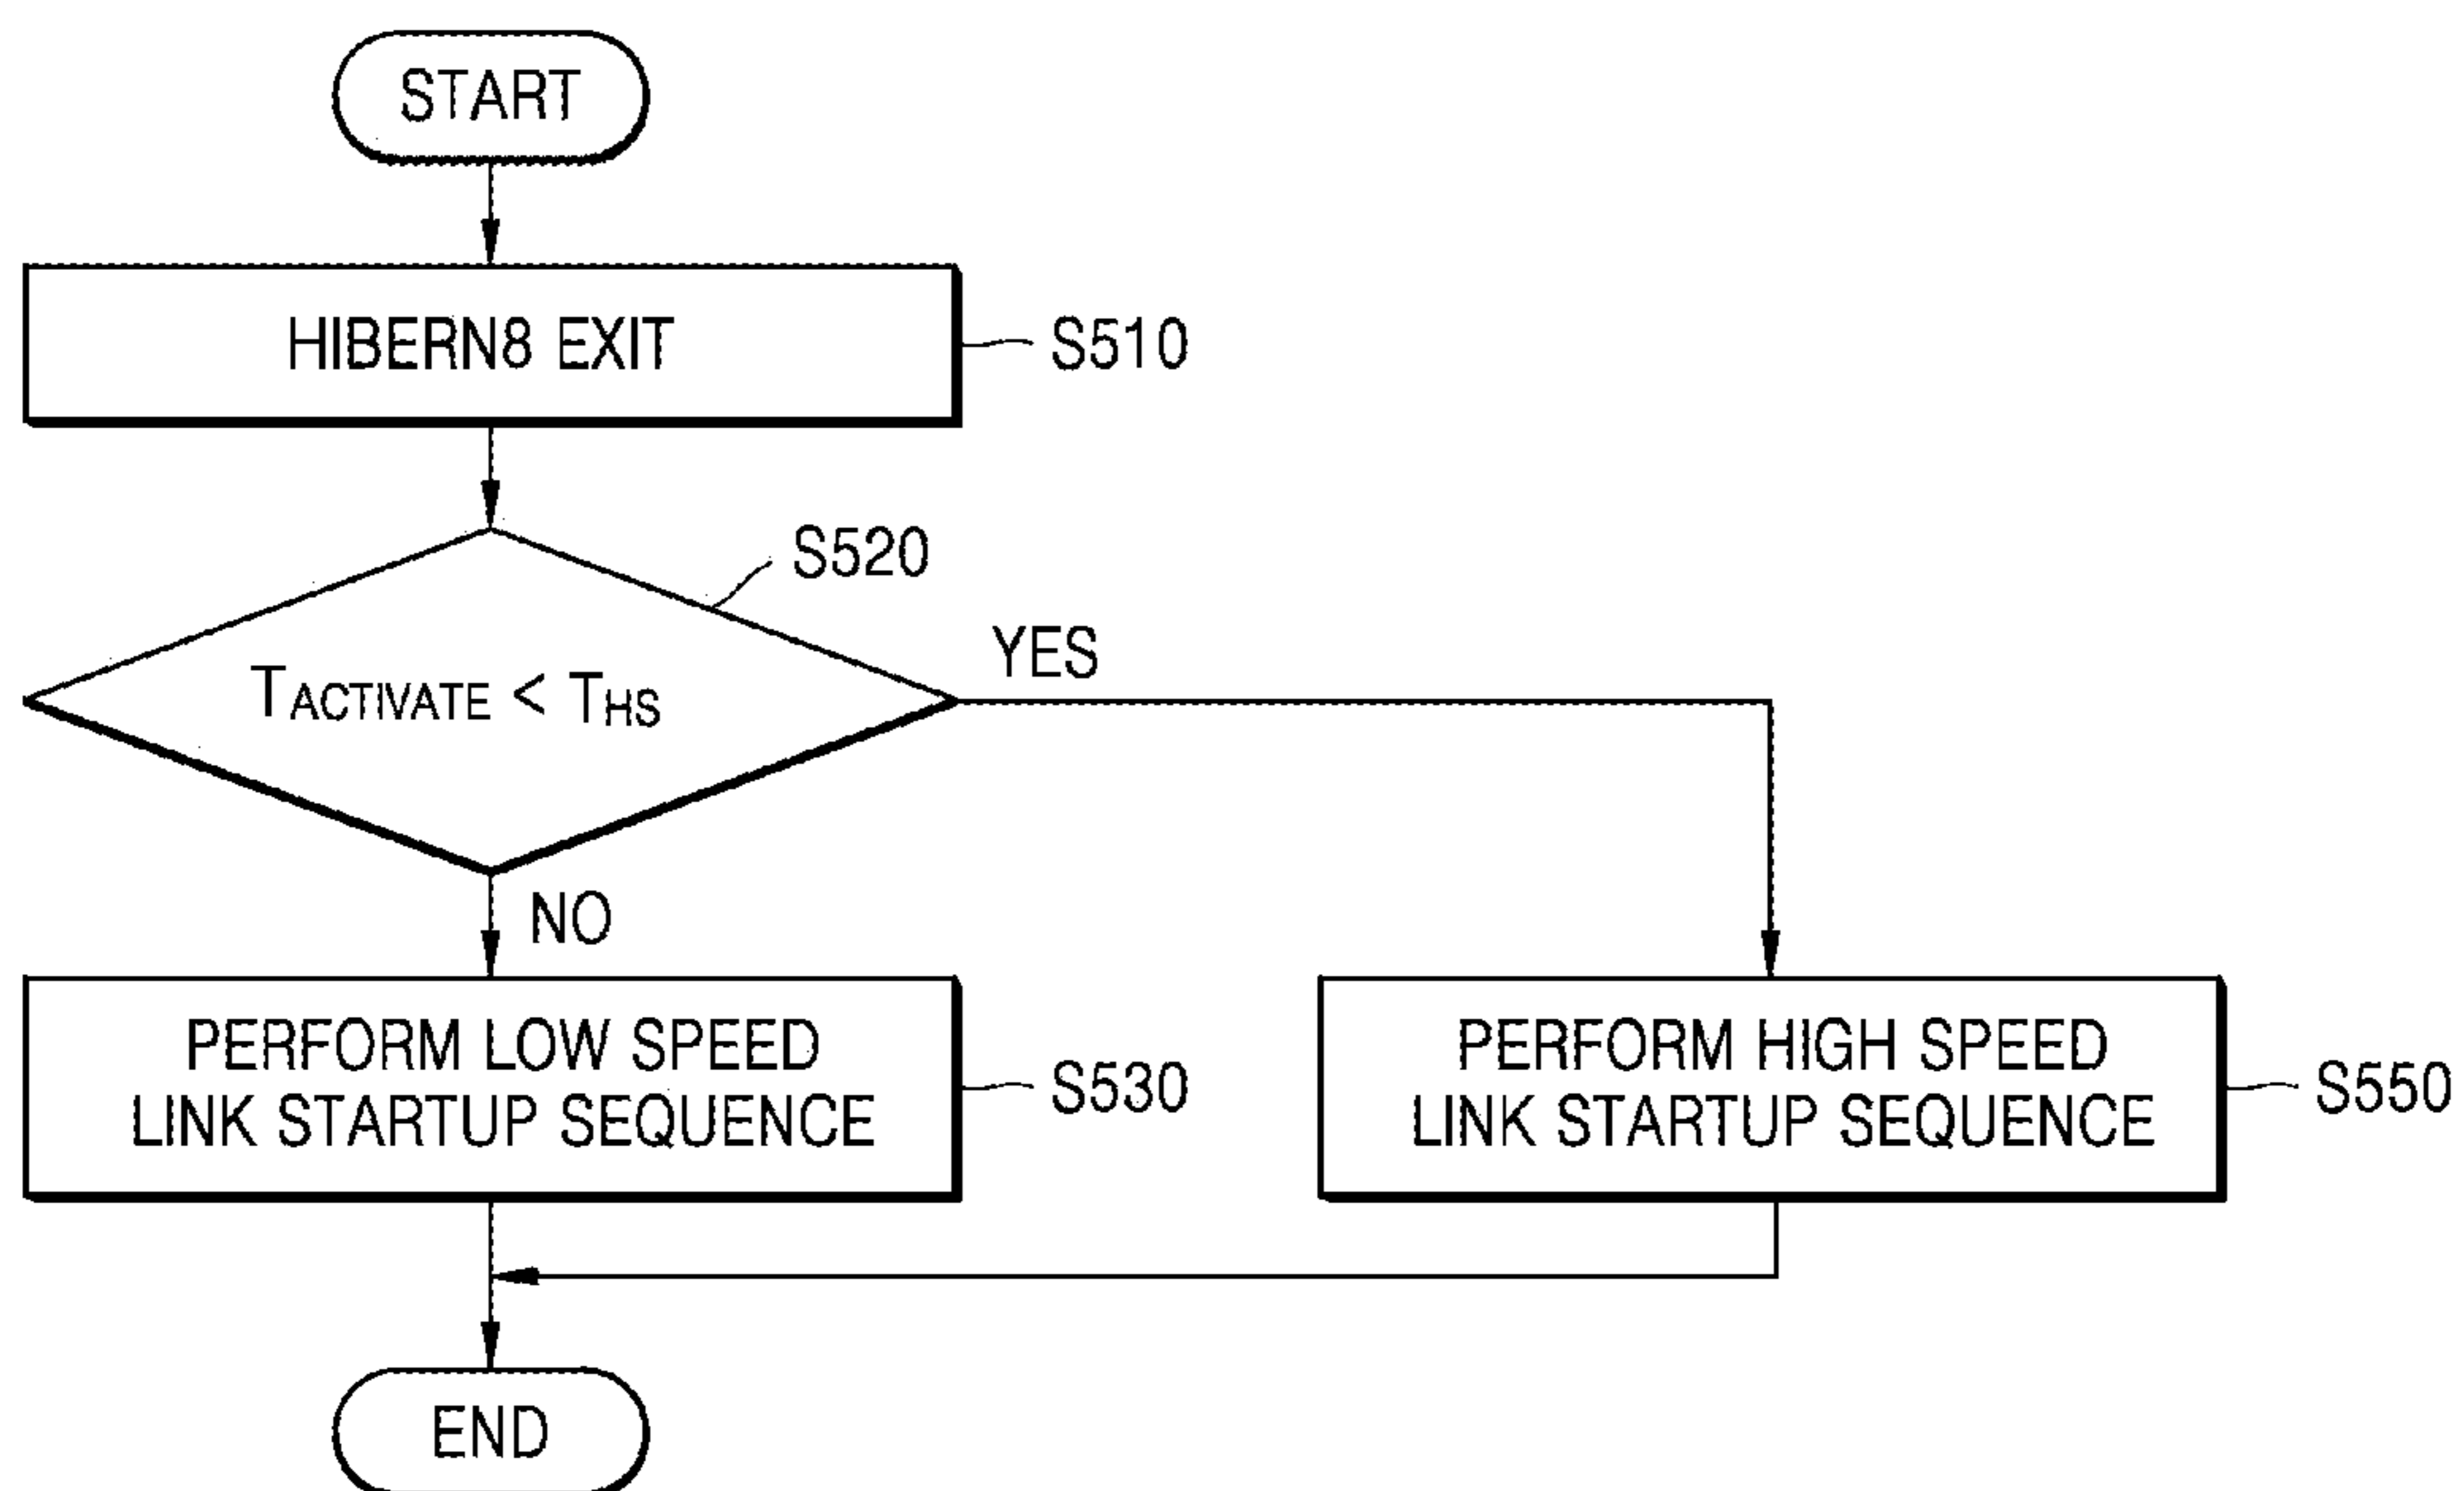 START
HIBERN8 EXIT
S510
S520
TACTIVATE < THS
YES
NO
PERFORM LOW SPEED
LINK STARTUP SEQUENCE
S530
PERFORM HIGH SPEED
LINK STARTUP SEQUENCE
S550
END